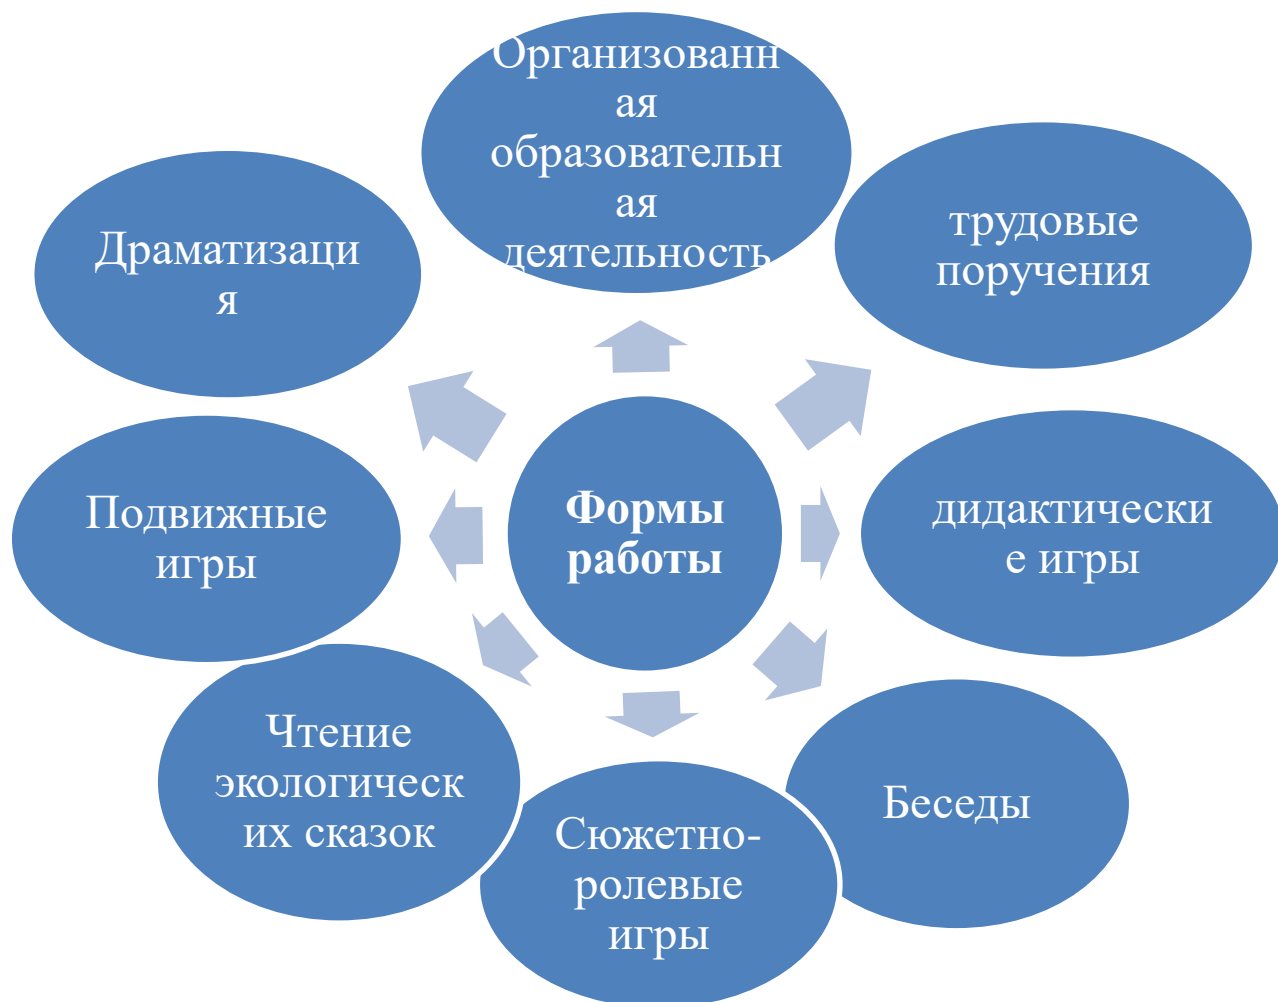 Организованн
ая
образовательн
ая
деятельность
трудовые
поручения
дидактически
е игры
Беседы
Сюжетно-
ролевые
игры
Чтение
экологическ
их сказок
Подвижные
игры
Драматизаци
я
Формы
работы